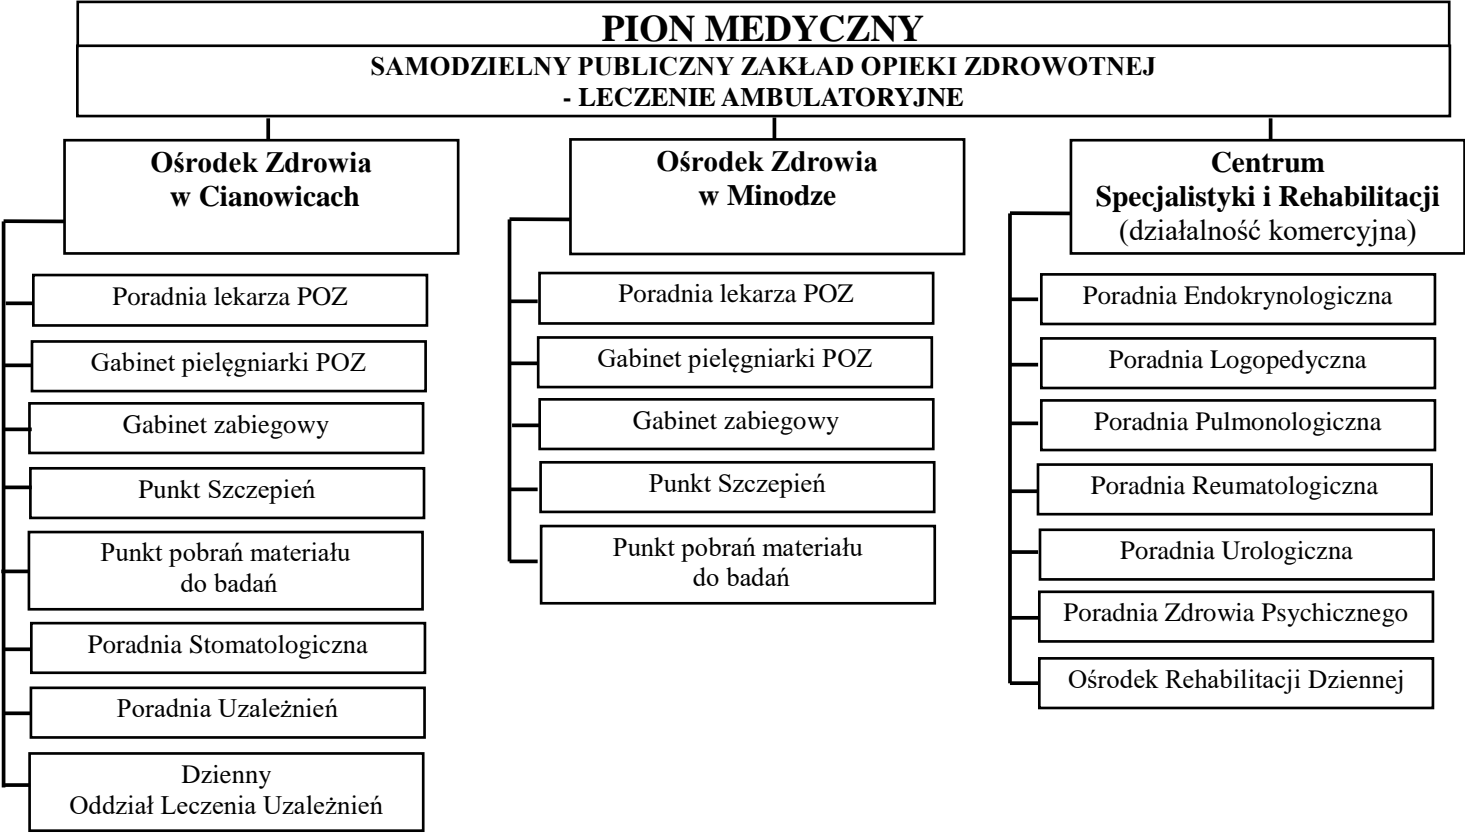 PION MEDYCZNY
SAMODZIELNY PUBLICZNY ZAKŁAD OPIEKI ZDROWOTNEJ
- LECZENIE AMBULATORYJNE
Ośrodek Zdrowia
w Cianowicach
Poradnia lekarza POZ
Gabinet pielęgniarki POZ
Gabinet zabiegowy
Punkt Szczepień
Punkt pobrań materiału
do badań
Poradnia Stomatologiczna
Poradnia Uzależnień
Dzienny
Oddział Leczenia Uzależnień
Ośrodek Zdrowia
w Minodze
Poradnia lekarza POZ
Gabinet pielęgniarki POZ
Gabinet zabiegowy
Punkt Szczepień
Punkt pobrań materiału
do badań
Centrum
Specjalistyki i Rehabilitacji
(działalność komercyjna)
Poradnia Endokrynologiczna
Poradnia Logopedyczna
Poradnia Pulmonologiczna
Poradnia Reumatologiczna
Poradnia Urologiczna
Poradnia Zdrowia Psychicznego
Ośrodek Rehabilitacji Dziennej